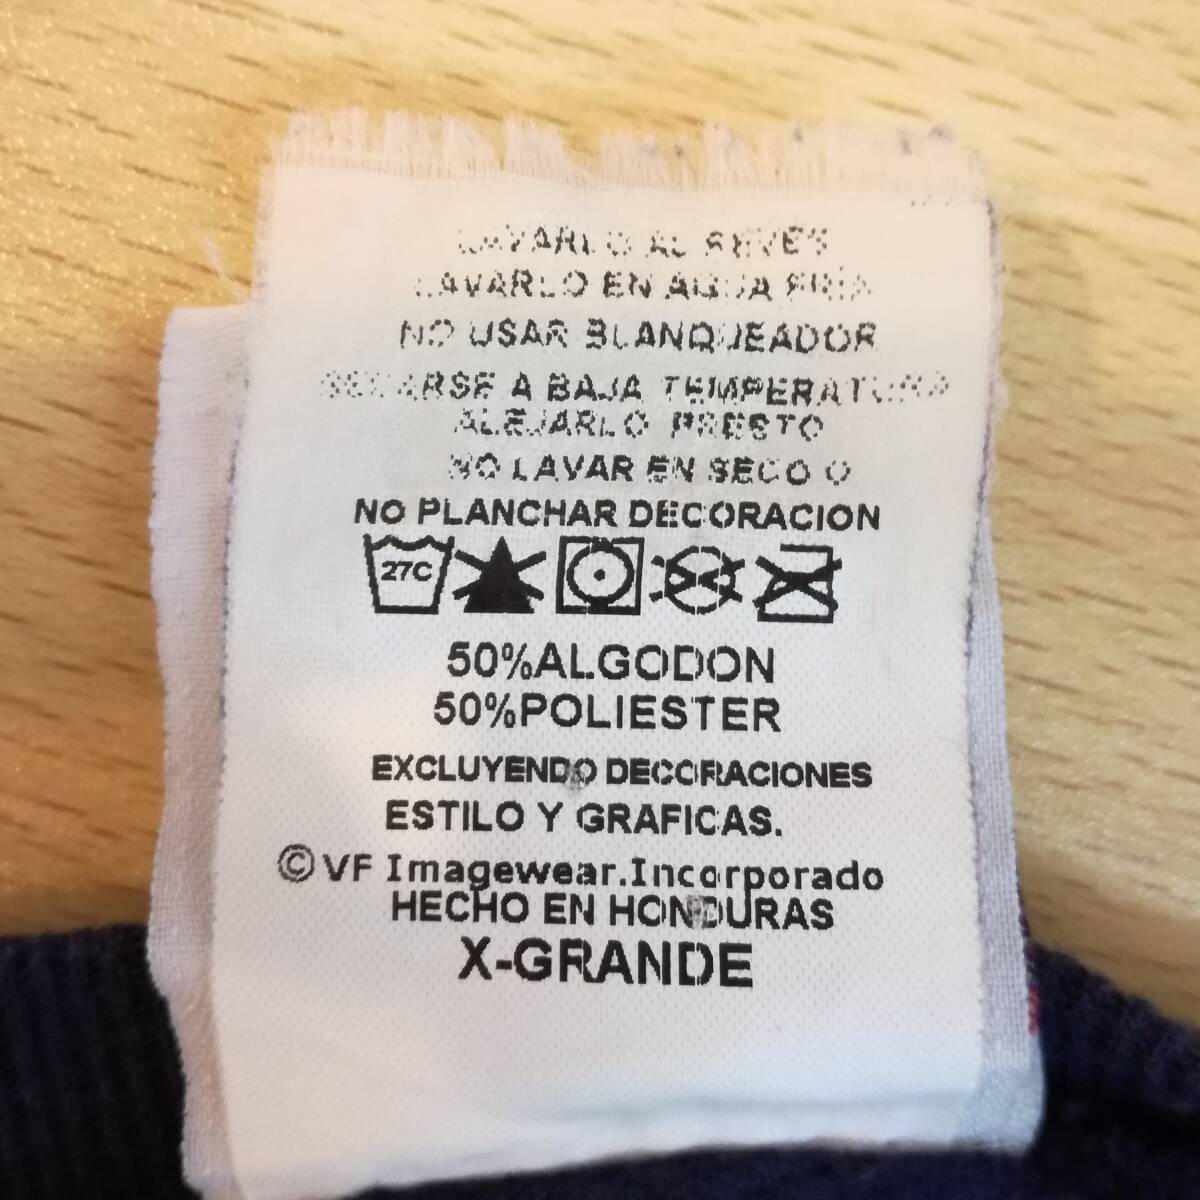 LAVARLO AL REVES
LAVARLO EN AGUA FRIA
NO USAR BLANQUEADOR
SECARSE A BAJA TEMPERATURA
ALEJARLO PRESTO
NO LAVAR EN SECO O
NO PLANCHAR DECORACION
27C
50%ALGODON
50%POLIESTER
EXCLUYENDO DECORACIONES
ESTILO Y GRAFICAS.
©VF Imagewear.Incorporado
HECHO EN HONDURAS
X-GRANDE